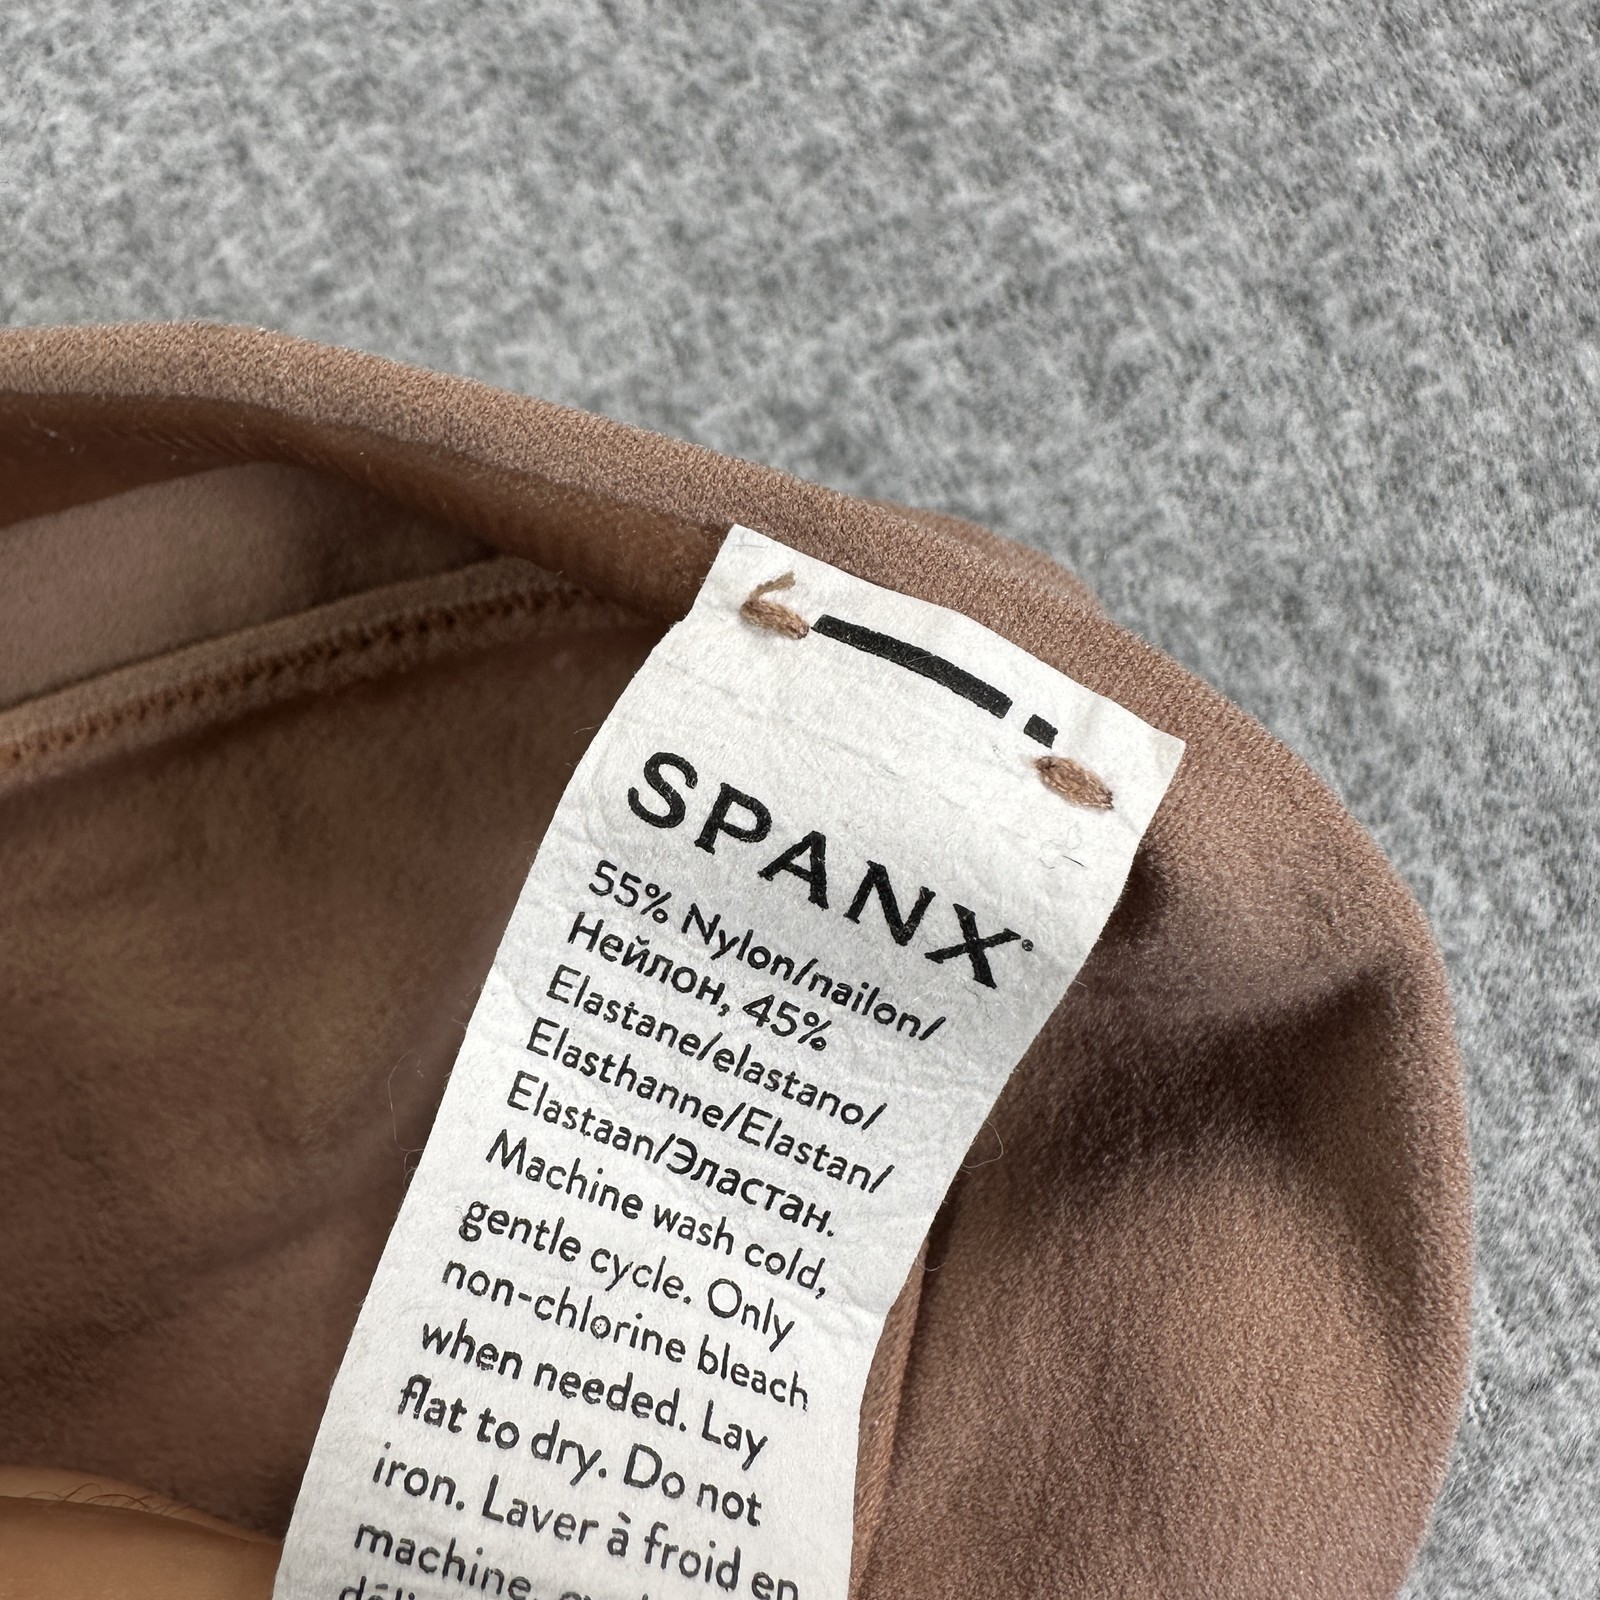 SPANX®
55% Nylon/nailon/
Нейлон, 45%
Elastane/elastano/
Elasthanne/Elastan/
Elastaan/Эластан.
Machine wash cold,
gentle cycle. Only
non-chlorine bleach
when needed. Lay
flat to dry. Do not
iron. Laver à froid en
machine,